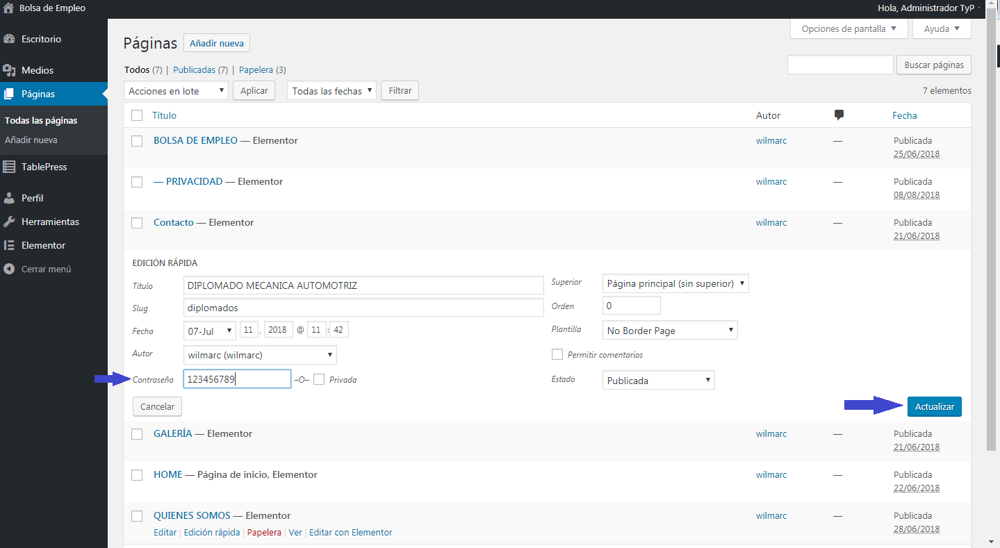 Bolsa de Empleo
Hola, Administrador TyP
Escritorio
Medios
Páginas
Todas las páginas
Añadir nueva
TablePress
Perfil
Herramientas
Elementor
Cerrar menú
Opciones de pantalla
Ayuda
Páginas Añadir nueva
Todos (7) | Publicadas (7) | Papelera (3)
Buscar páginas
Acciones en lote Aplicar Todas las fechas Filtrar
7 elementos
Título Autor Fecha
BOLSA DE EMPLEO — Elementor wilmarc — Publicada
25/06/2018
— PRIVACIDAD — Elementor wilmarc — Publicada
08/08/2018
Contacto — Elementor wilmarc — Publicada
21/06/2018
EDICIÓN RÁPIDA
Título DIPLOMADO MECANICA AUTOMOTRIZ
Slug diplomados
Fecha 07-Jul 11 , 2018 @ 11 : 42
Autor wilmarc (wilmarc)
Contraseña 123456789 –O– Privada
Superior Página principal (sin superior)
Orden 0
Plantilla No Border Page
Permitir comentarios
Estado Publicada
Cancelar Actualizar
GALERÍA — Elementor wilmarc — Publicada
21/06/2018
HOME — Página de inicio, Elementor wilmarc — Publicada
22/06/2018
QUIENES SOMOS — Elementor wilmarc — Publicada
Editar | Edición rápida | Papelera | Ver | Editar con Elementor 28/06/2018